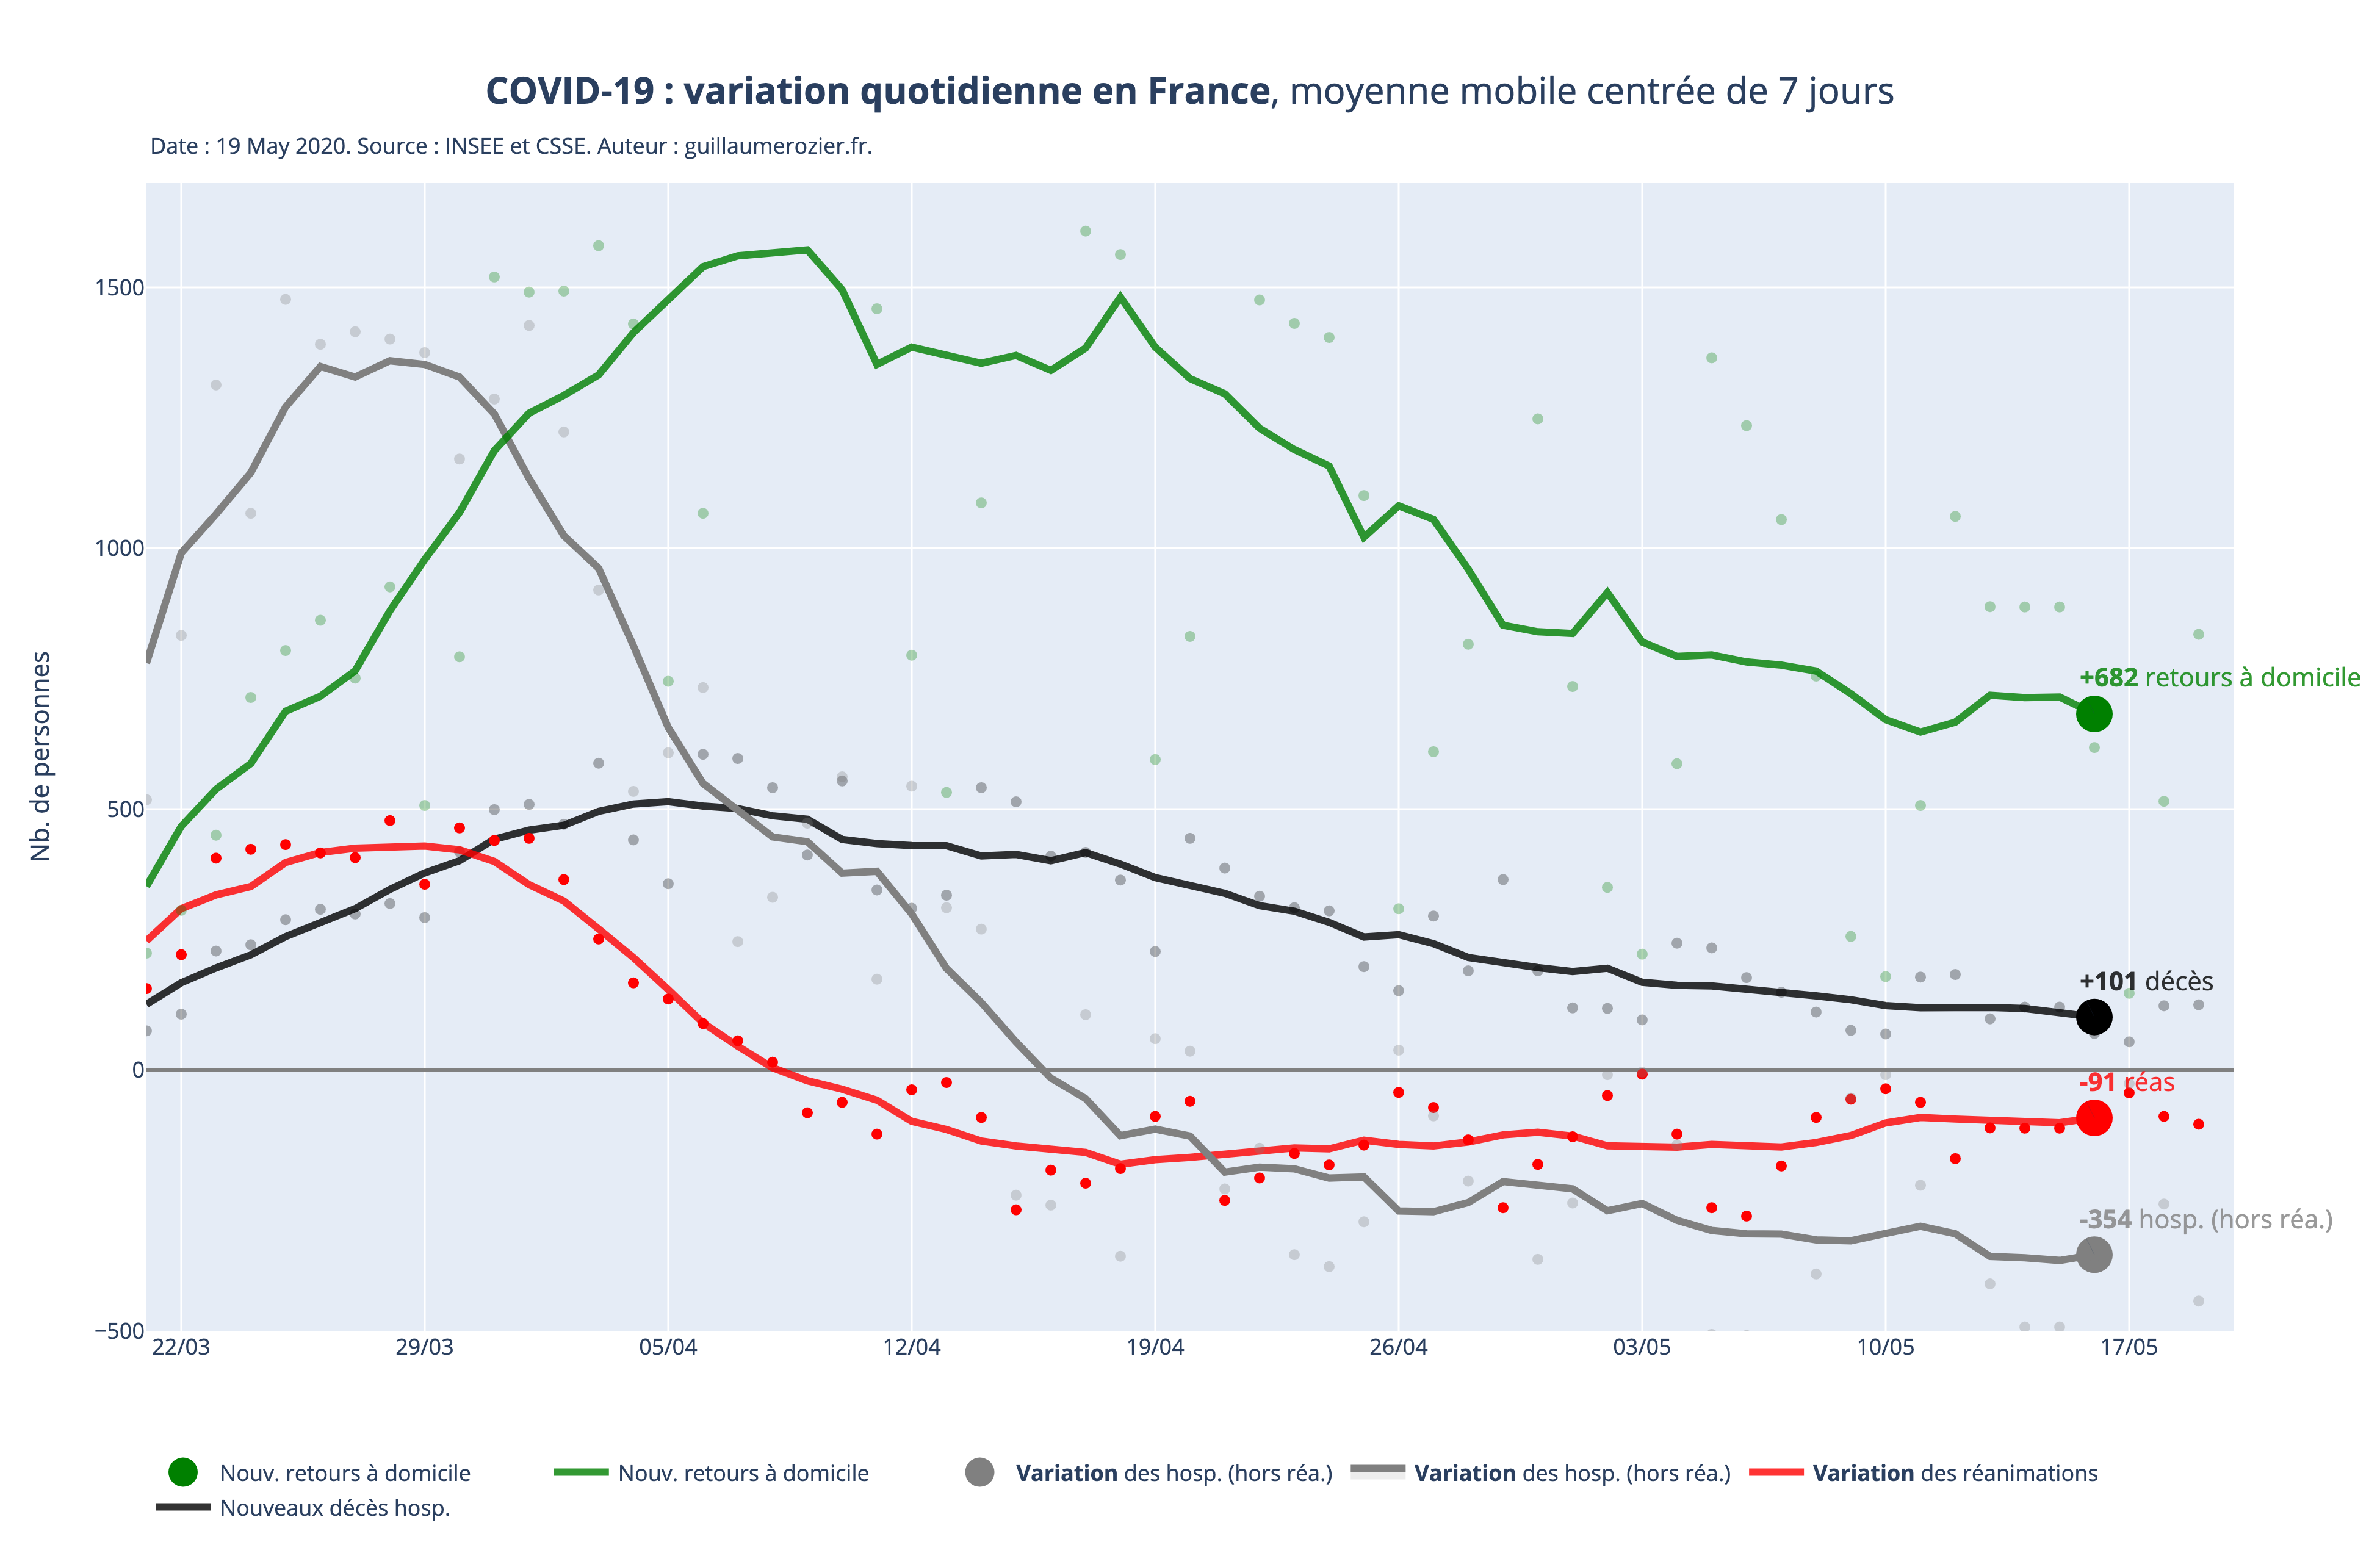 COVID-19 : variation quotidienne en France, moyenne mobile centrée de 7 jours
Date : 19 May 2020. Source : INSEE et CSSE. Auteur : guillaumerozier.fr.
Nb. de personnes
1500
1000
500
0
−500
+682 retours à domicile
+101 décès
-91 réas
-354 hosp. (hors réa.)
22/03 29/03 05/04 12/04 19/04 26/04 03/05 10/05 17/05
Nouv. retours à domicile Nouv. retours à domicile Variation des hosp. (hors réa.) Variation des hosp. (hors réa.) Variation des réanimations
Nouveaux décès hosp.